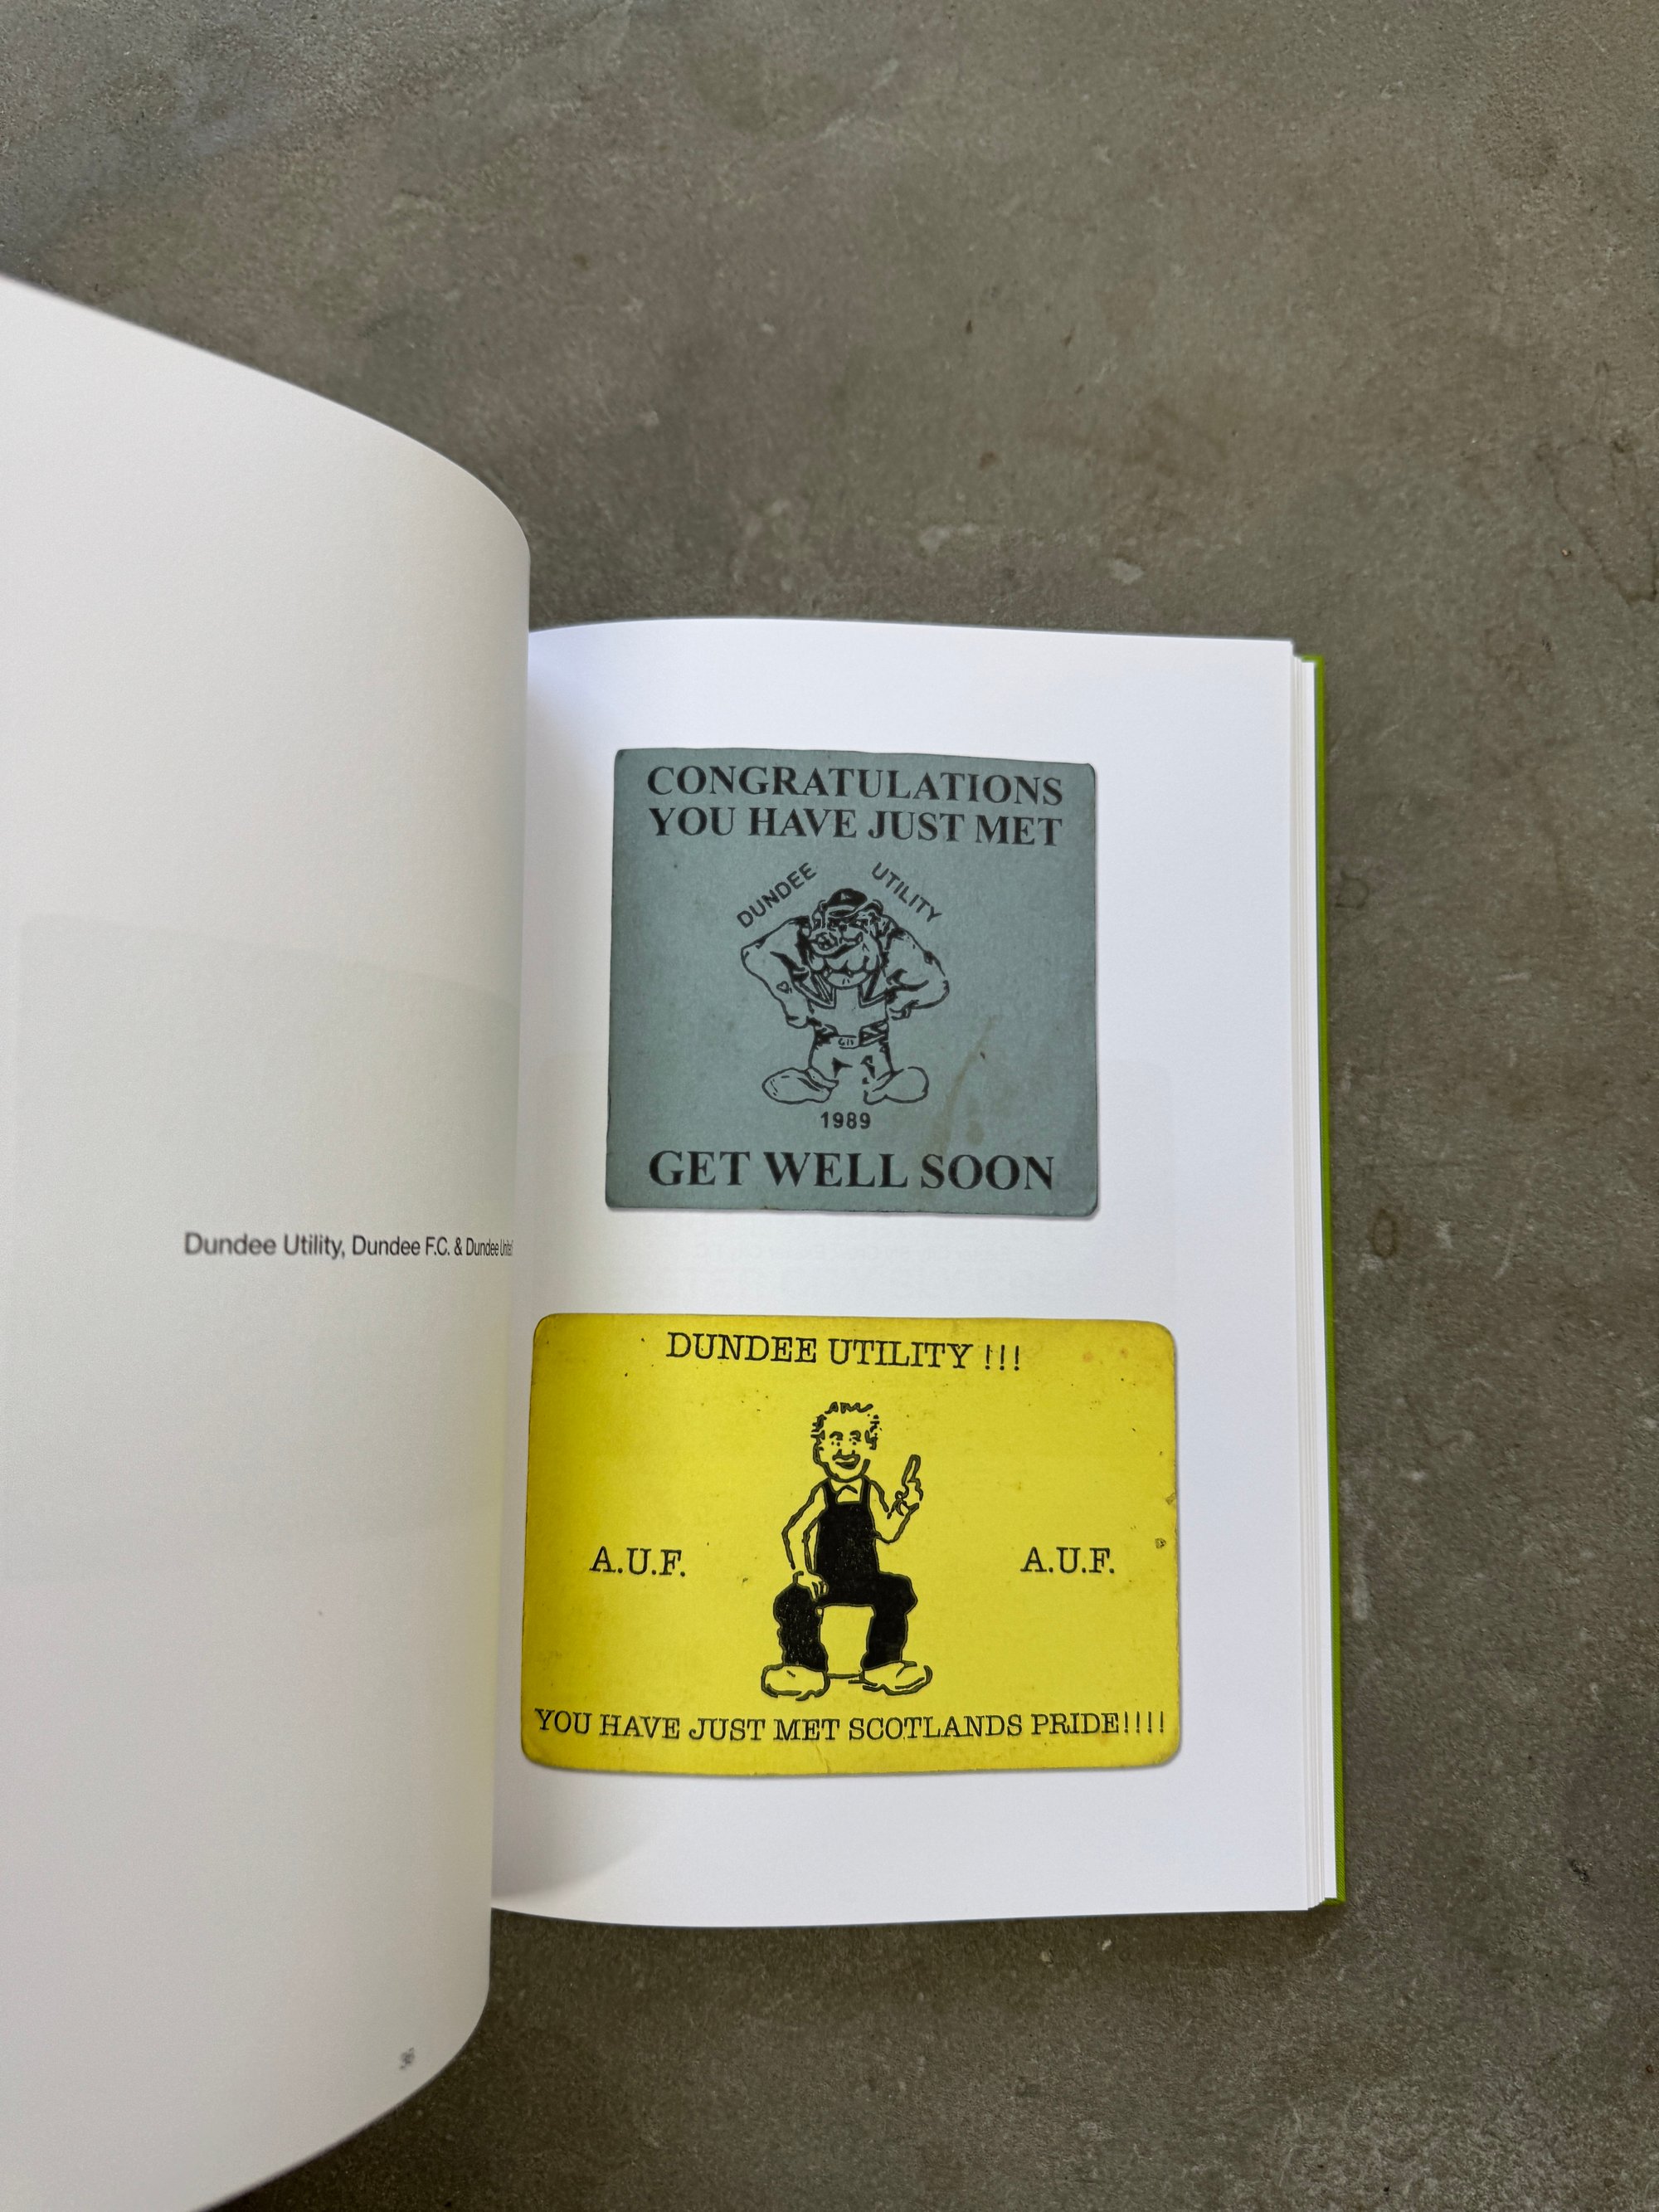 Dundee Utility, Dundee F.C. & Dundee United
CONGRATULATIONS
YOU HAVE JUST MET
DUNDEE UTILITY
1989
GET WELL SOON
DUNDEE UTILITY !!!
A.U.F. A.U.F.
YOU HAVE JUST MET SCOTLANDS PRIDE!!!!